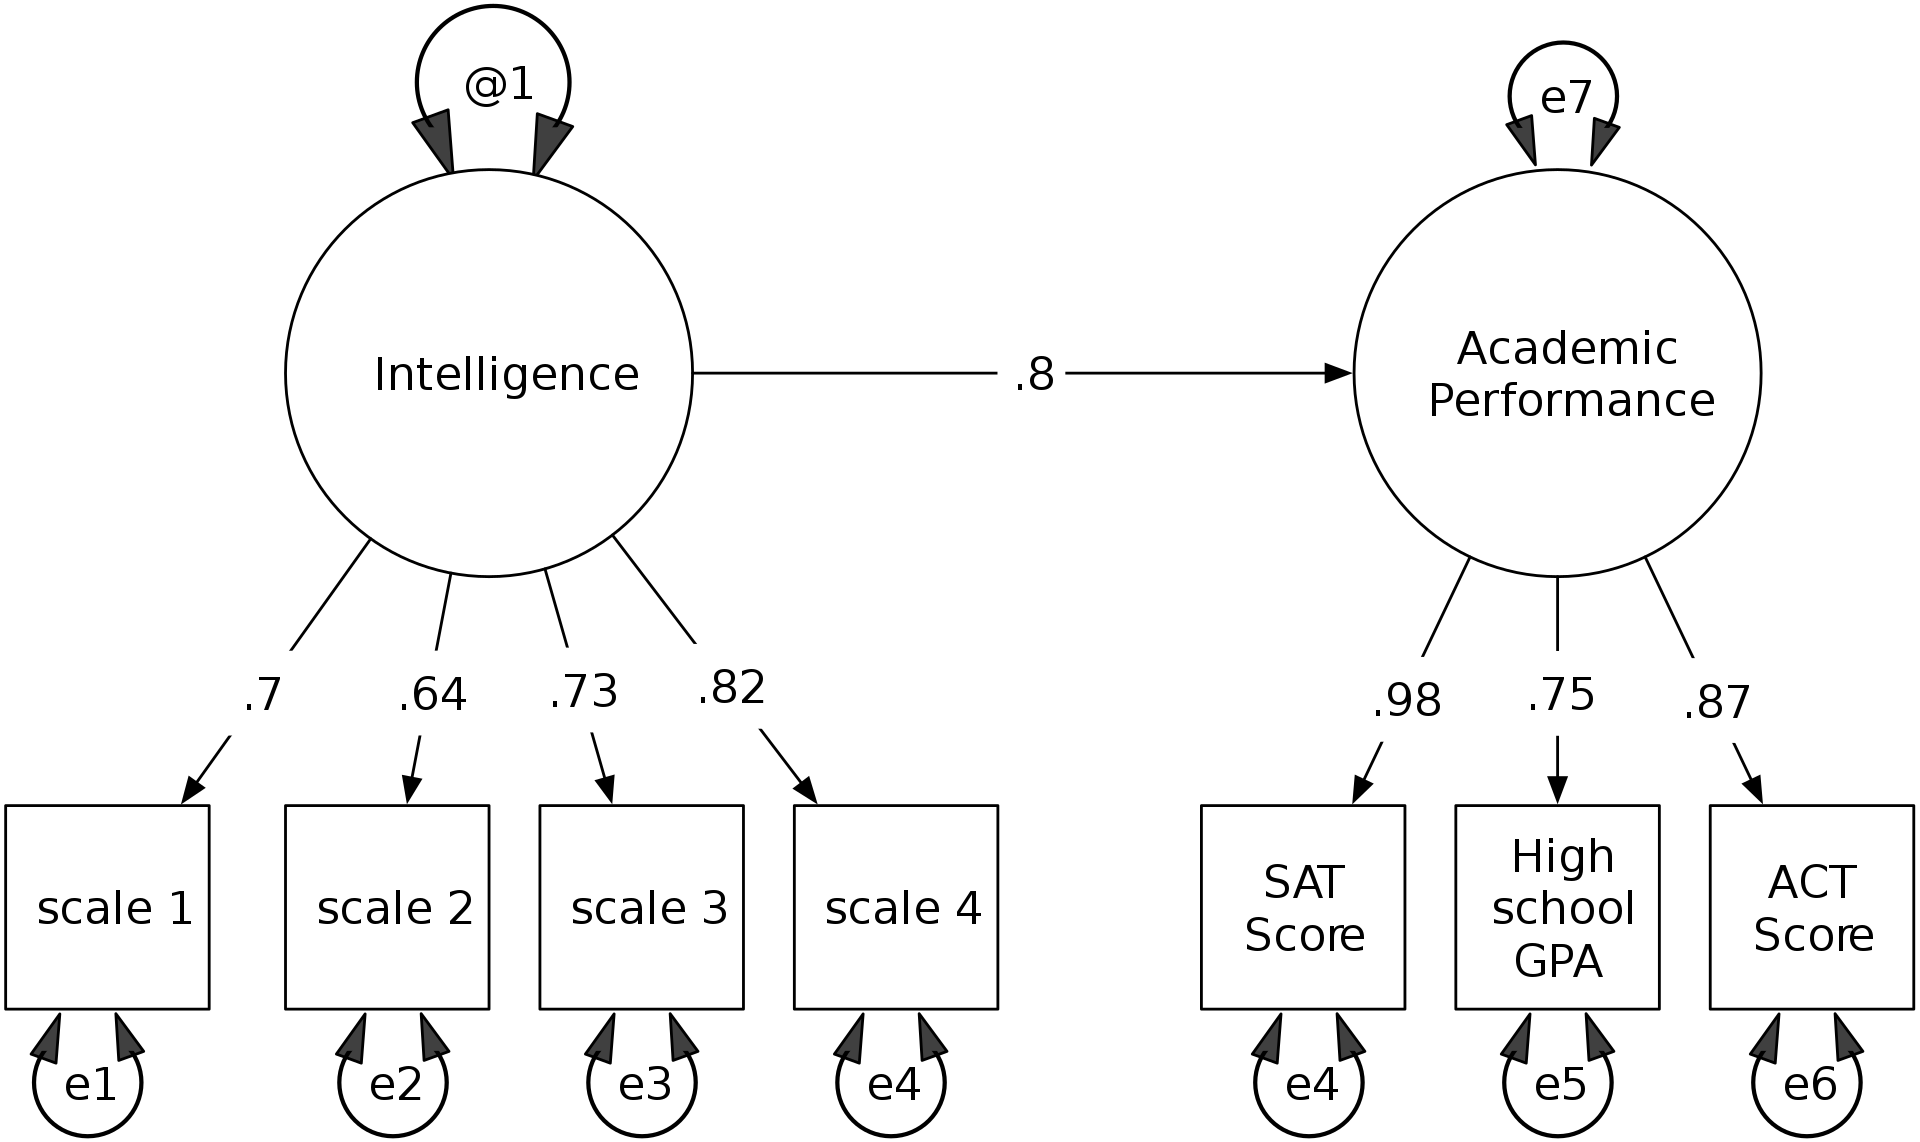 @1
e7
Intelligence
.8
Academic
Performance
.7
.64
.73
.82
.98
.75
.87
scale 1
scale 2
scale 3
scale 4
SAT
Score
High
school
GPA
ACT
Score
e1
e2
e3
e4
e4
e5
e6